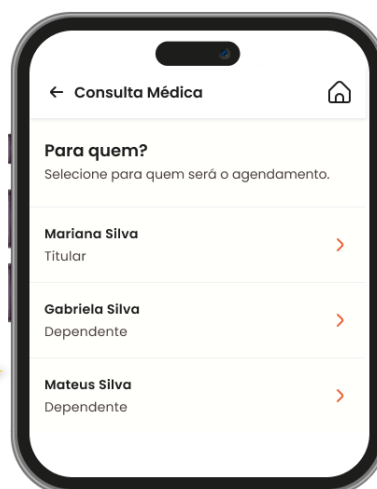 Consulta Médica
Para quem?
Selecione para quem será o agendamento.
Mariana Silva
Titular
Gabriela Silva
Dependente
Mateus Silva
Dependente